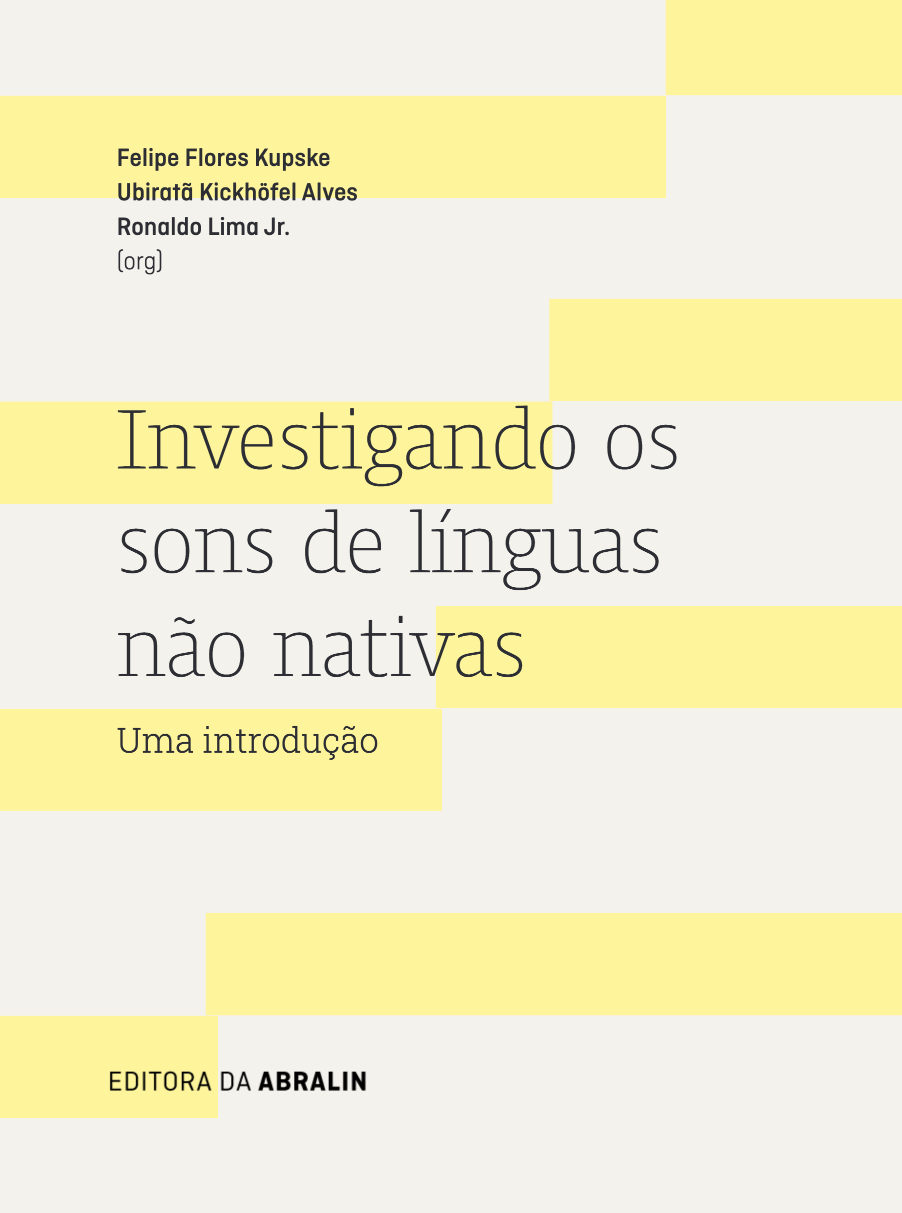 Felipe Flores Kupske
Ubiratã Kickhöfel Alves
Ronaldo Lima Jr.
(org)
Investigando os
sons de línguas
não nativas
Uma introdução
EDITORA DA ABRALIN